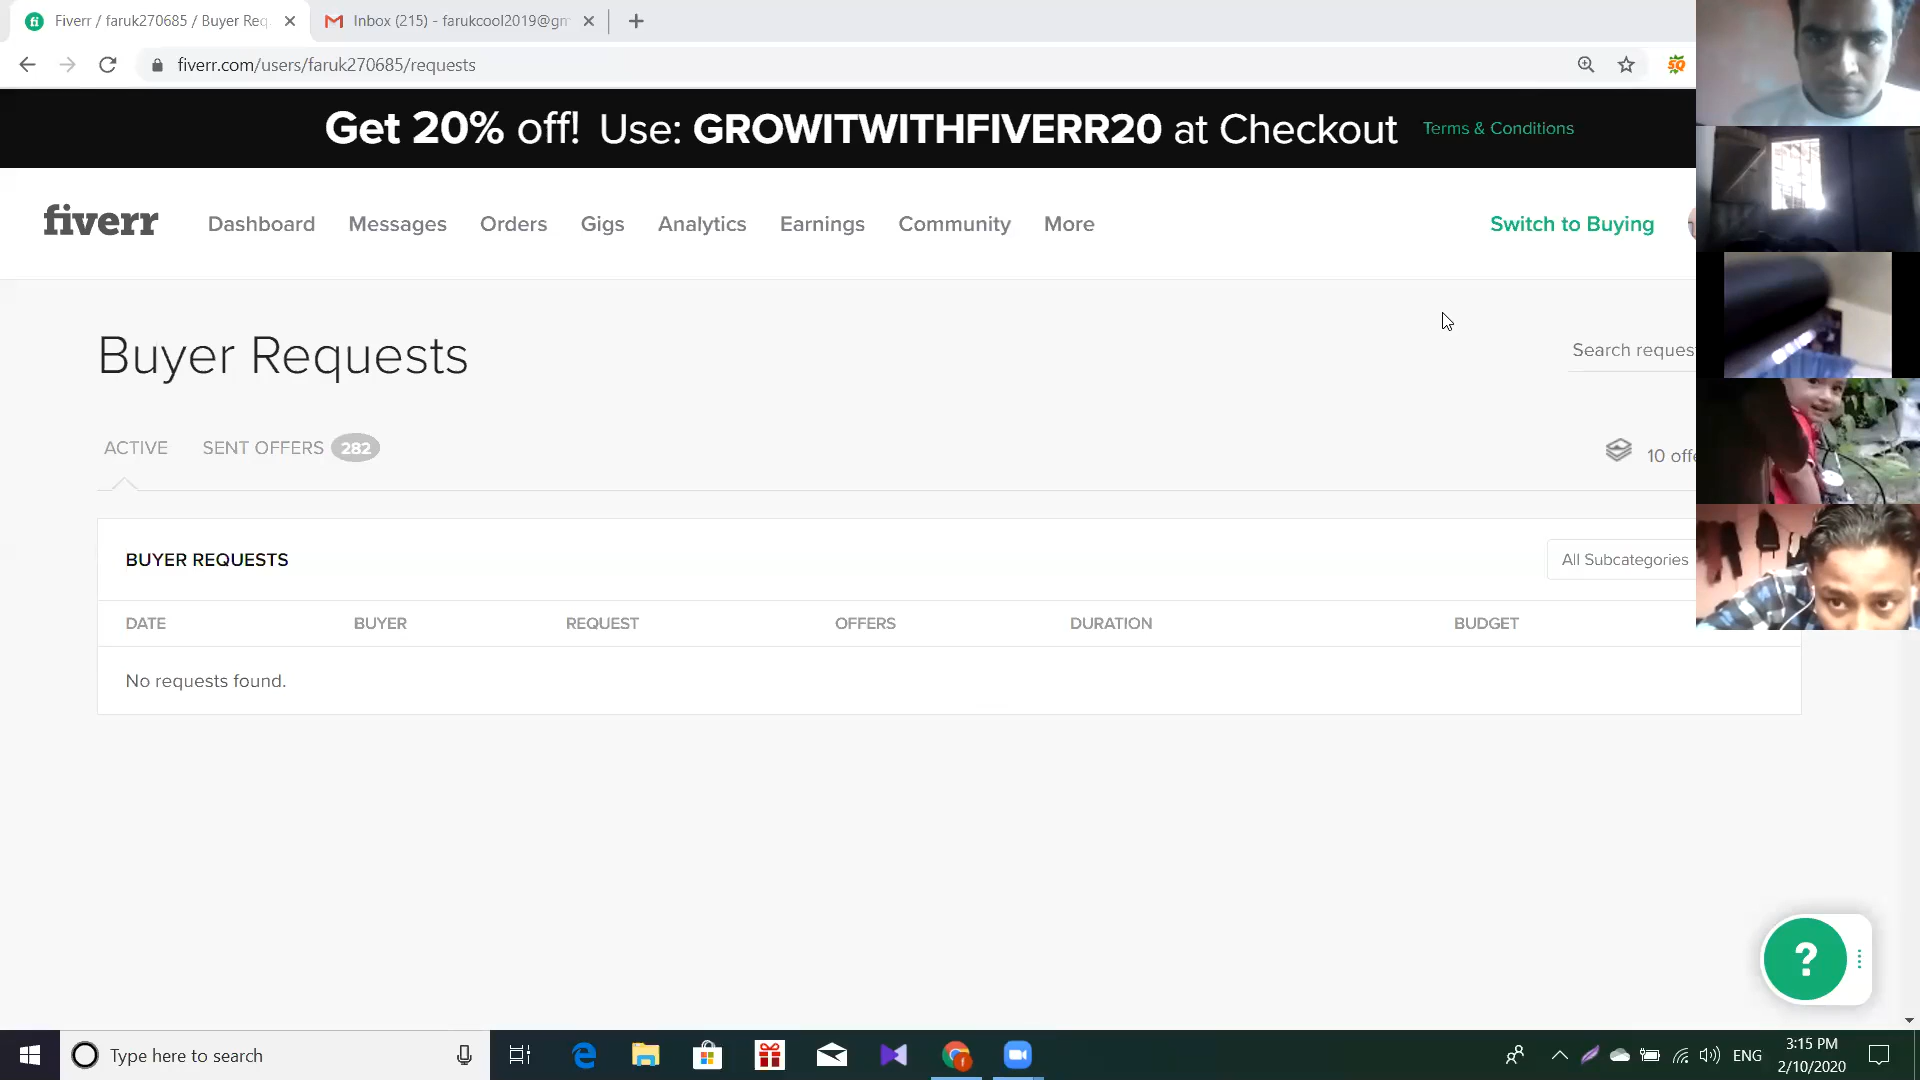 Fiverr / faruk270685 / Buyer Req
Inbox (215) - farukcool2019@gm
fiverr.com/users/faruk270685/requests
Get 20% off! Use: GROWITWITHFIVERR20 at Checkout Terms & Conditions
fiverr Dashboard Messages Orders Gigs Analytics Earnings Community More Switch to Buying
Buyer Requests
Search reques
ACTIVE SENT OFFERS 282
10 offe
BUYER REQUESTS
All Subcategories
DATE BUYER REQUEST OFFERS DURATION BUDGET
No requests found.
?
Type here to search
ENG
3:15 PM
2/10/2020